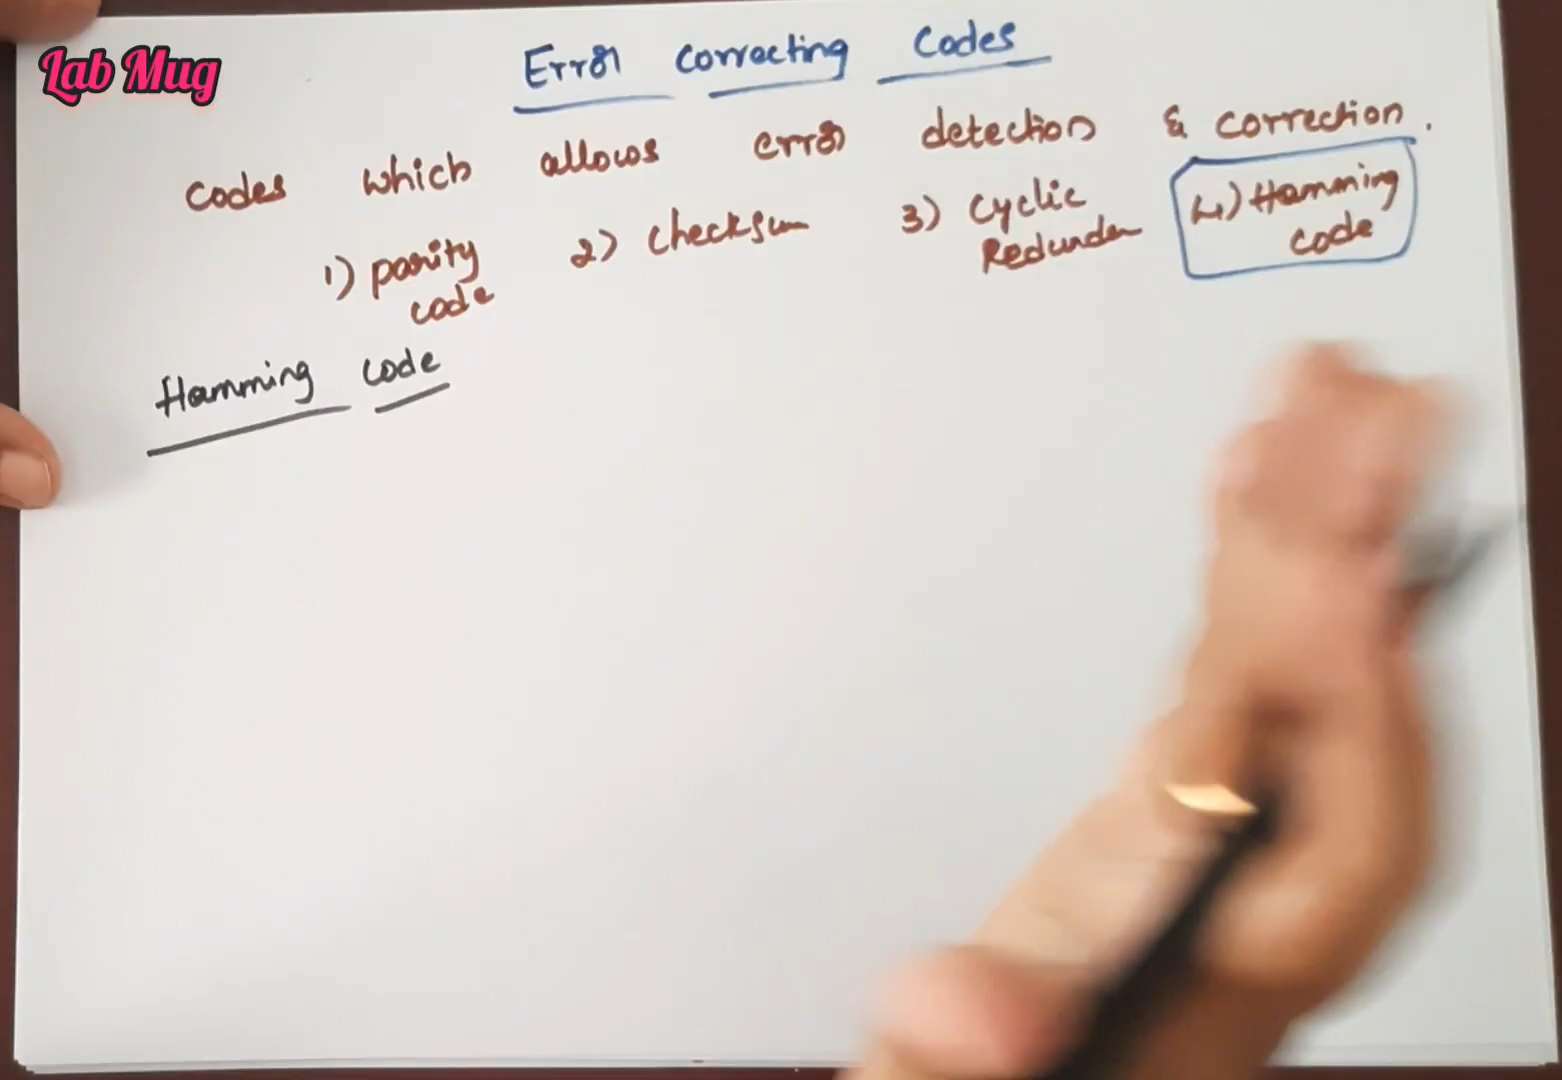 Lab Mug
Error correcting Codes
Codes which allows error detection & correction.
1) parity code
2) checksum
3) Cyclic Redundan
4) Hamming code
Hamming code